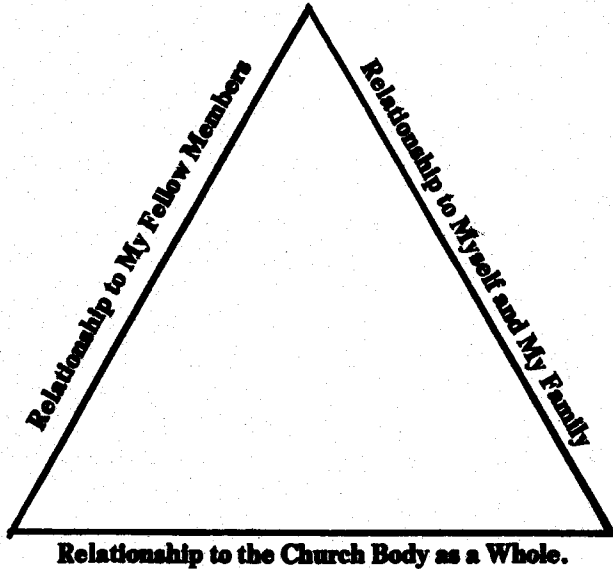 Relationship to My Fellow Members
Relationship to Myself and My Family
Relationship to the Church Body as a Whole.